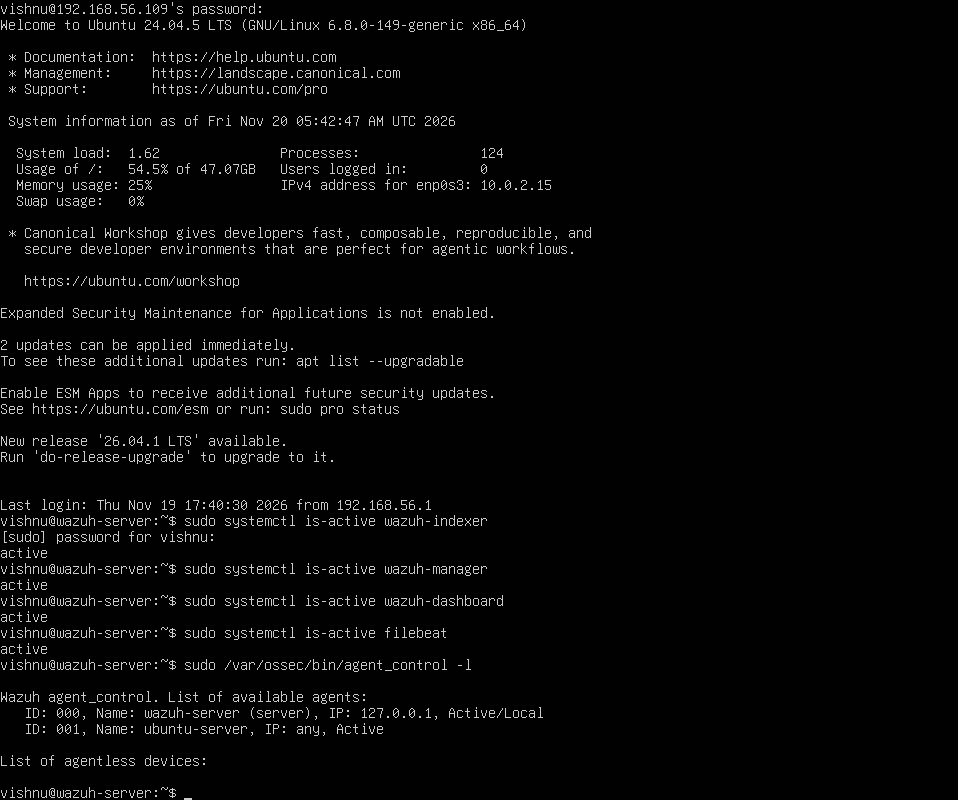 vishnu@192.168.56.109's password:
Welcome to Ubuntu 24.04.5 LTS (GNU/Linux 6.8.0-149-generic x86_64)

 * Documentation:  https://help.ubuntu.com
 * Management:     https://landscape.canonical.com
 * Support:        https://ubuntu.com/pro

 System information as of Fri Nov 20 05:42:47 AM UTC 2026

  System load:  1.62               Processes:               124
  Usage of /:   54.5% of 47.07GB   Users logged in:         0
  Memory usage: 25%                IPv4 address for enp0s3: 10.0.2.15
  Swap usage:   0%

 * Canonical Workshop gives developers fast, composable, reproducible, and
   secure developer environments that are perfect for agentic workflows.

   https://ubuntu.com/workshop

Expanded Security Maintenance for Applications is not enabled.

2 updates can be applied immediately.
To see these additional updates run: apt list --upgradable

Enable ESM Apps to receive additional future security updates.
See https://ubuntu.com/esm or run: sudo pro status

New release '26.04.1 LTS' available.
Run 'do-release-upgrade' to upgrade to it.


Last login: Thu Nov 19 17:40:30 2026 from 192.168.56.1
vishnu@wazuh-server:~$ sudo systemctl is-active wazuh-indexer
[sudo] password for vishnu:
active
vishnu@wazuh-server:~$ sudo systemctl is-active wazuh-manager
active
vishnu@wazuh-server:~$ sudo systemctl is-active wazuh-dashboard
active
vishnu@wazuh-server:~$ sudo systemctl is-active filebeat
active
vishnu@wazuh-server:~$ sudo /var/ossec/bin/agent_control -l

Wazuh agent_control. List of available agents:
   ID: 000, Name: wazuh-server (server), IP: 127.0.0.1, Active/Local
   ID: 001, Name: ubuntu-server, IP: any, Active

List of agentless devices:

vishnu@wazuh-server:~$ _